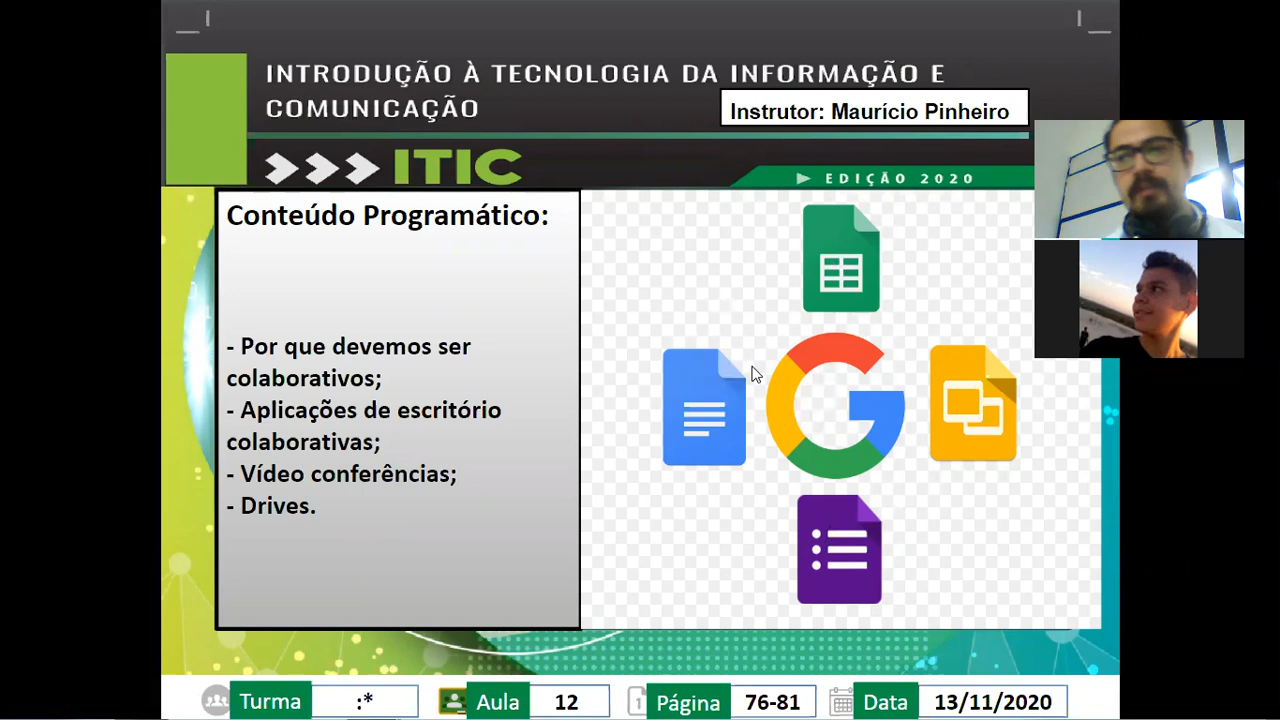 INTRODUÇÃO À TECNOLOGIA DA INFORMAÇÃO E
COMUNICAÇÃO
Instrutor: Maurício Pinheiro
ITIC
EDIÇÃO 2020
Conteúdo Programático:
- Por que devemos ser
colaborativos;
- Aplicações de escritório
colaborativas;
- Vídeo conferências;
- Drives.
Turma :* Aula 12 Página 76-81 Data 13/11/2020